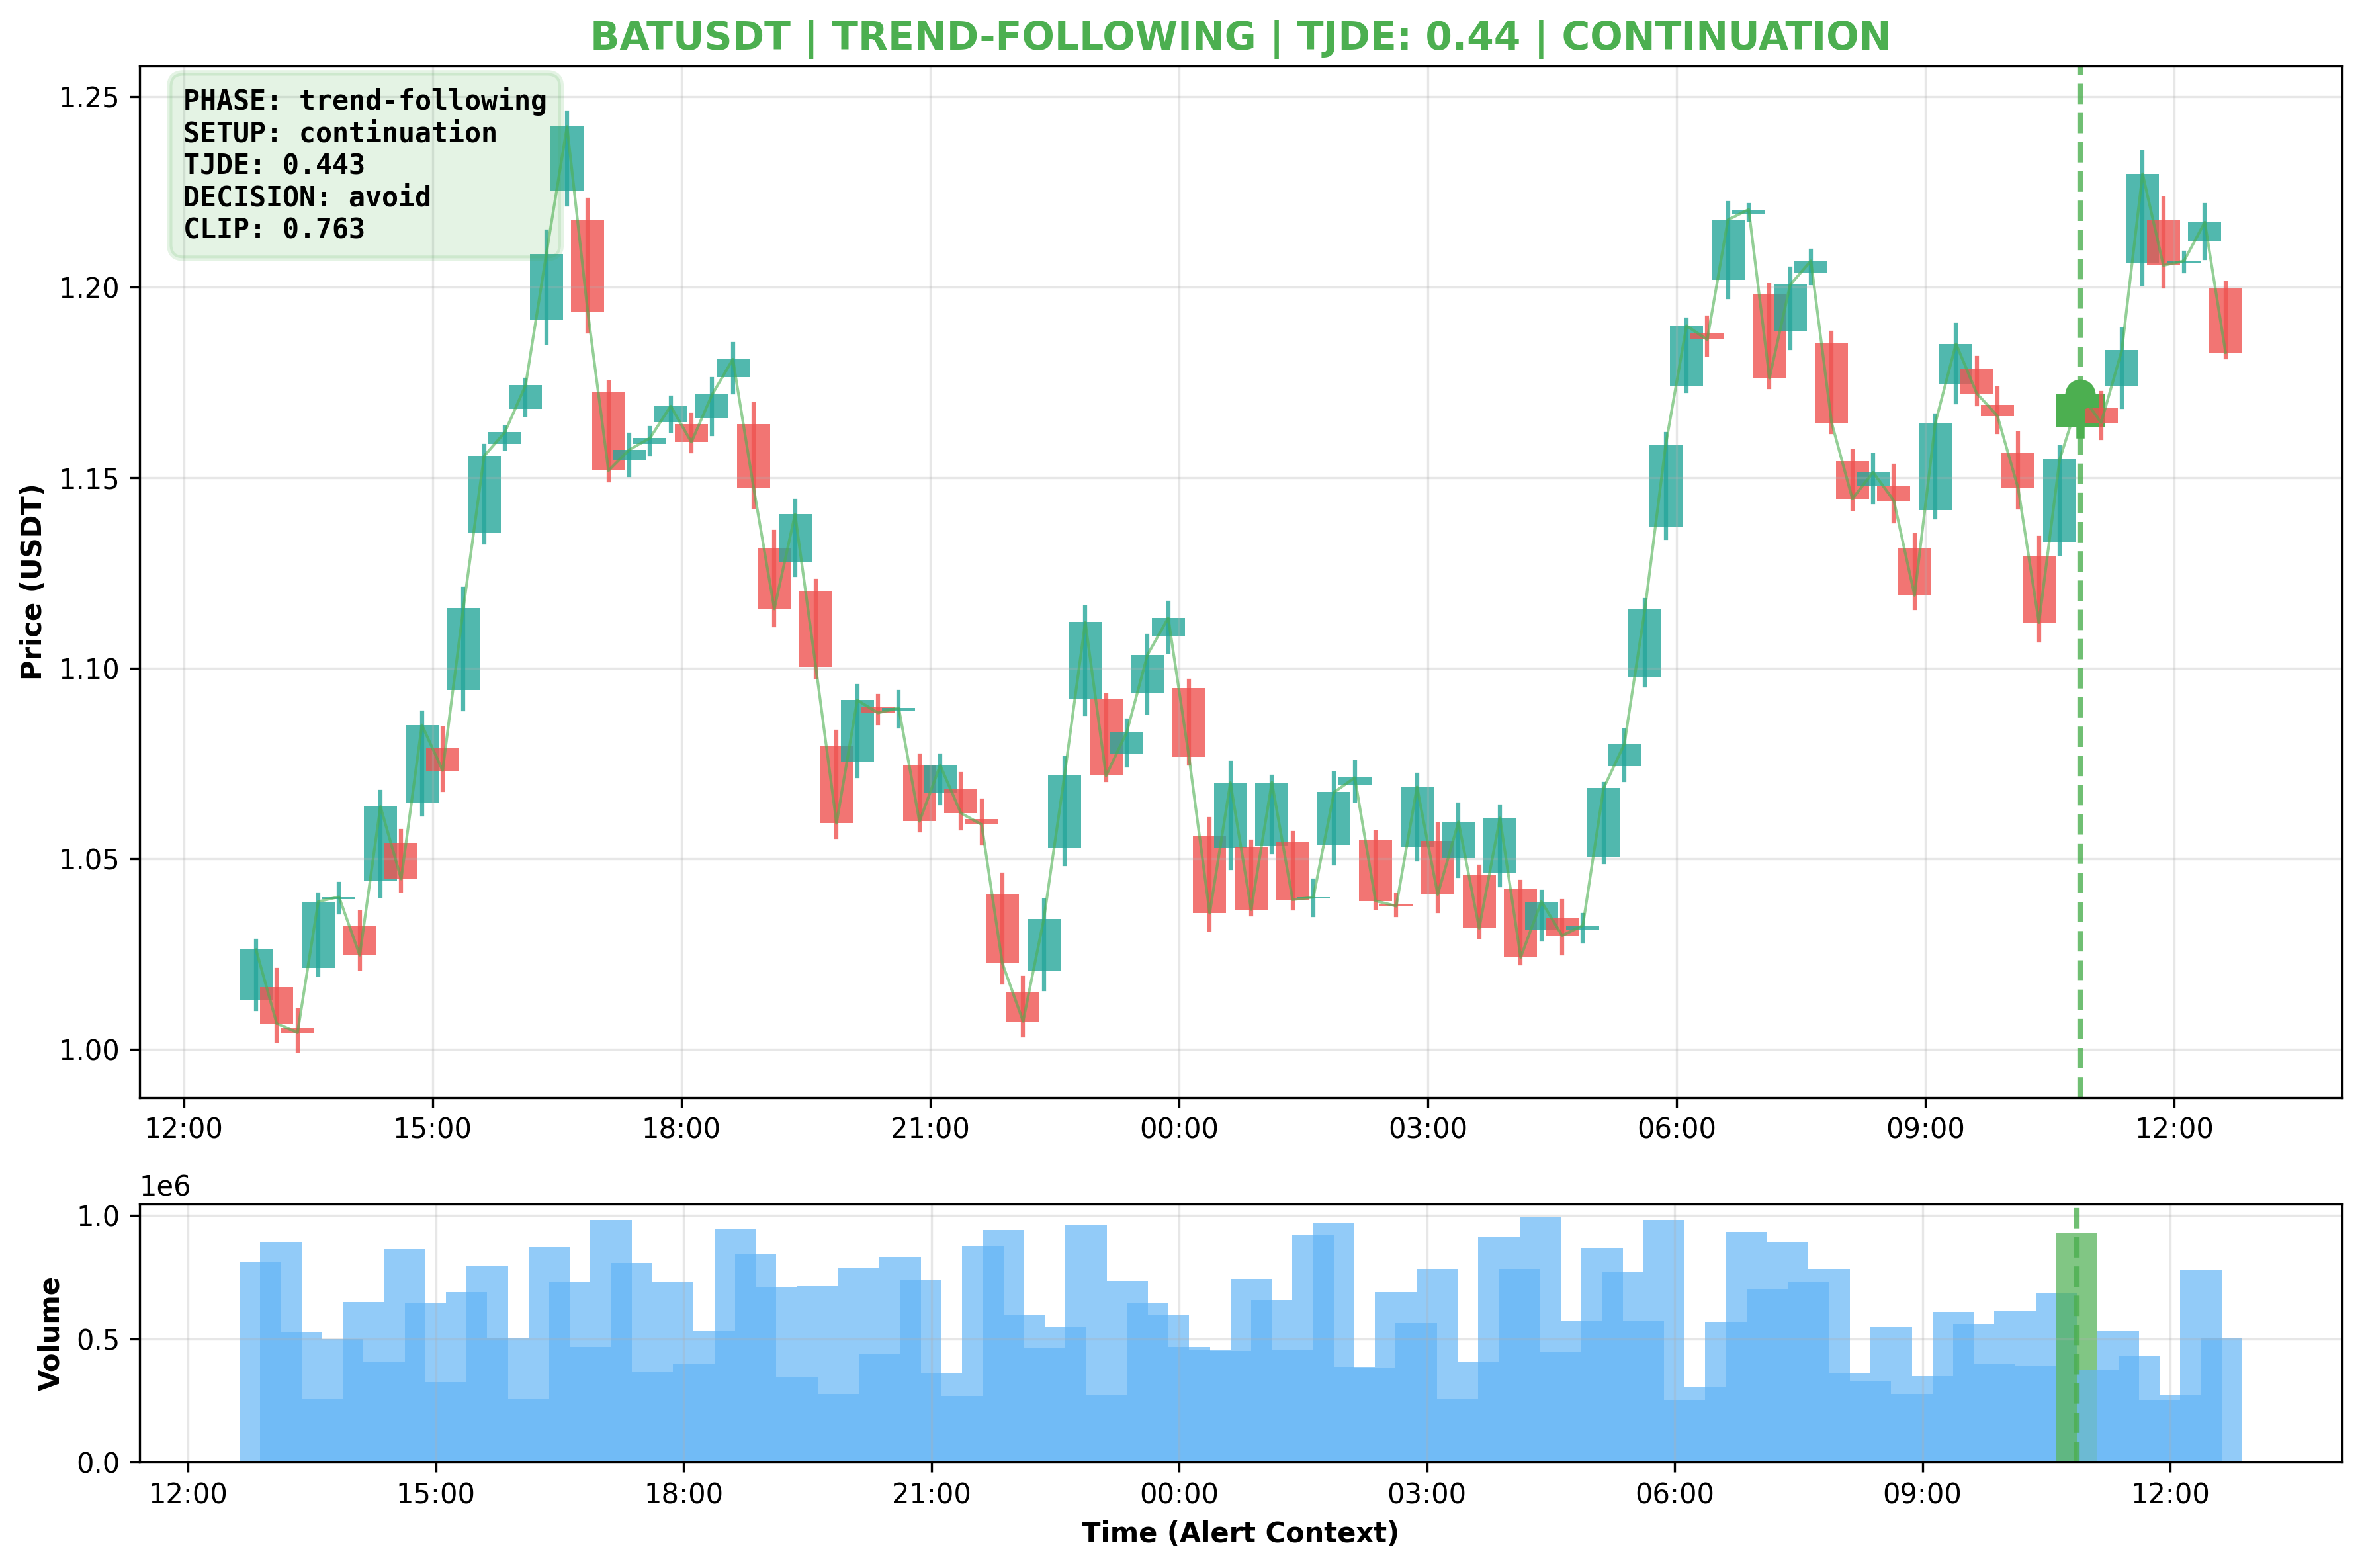 BATUSDT | TREND-FOLLOWING | TJDE: 0.44 | CONTINUATION
PHASE: trend-following
SETUP: continuation
TJDE: 0.443
DECISION: avoid
CLIP: 0.763
Price (USDT)
1.25
1.20
1.15
1.10
1.05
1.00
12:00 15:00 18:00 21:00 00:00 03:00 06:00 09:00 12:00
1e6
Volume
1.0
0.5
0.0
12:00 15:00 18:00 21:00 00:00 03:00 06:00 09:00 12:00
Time (Alert Context)